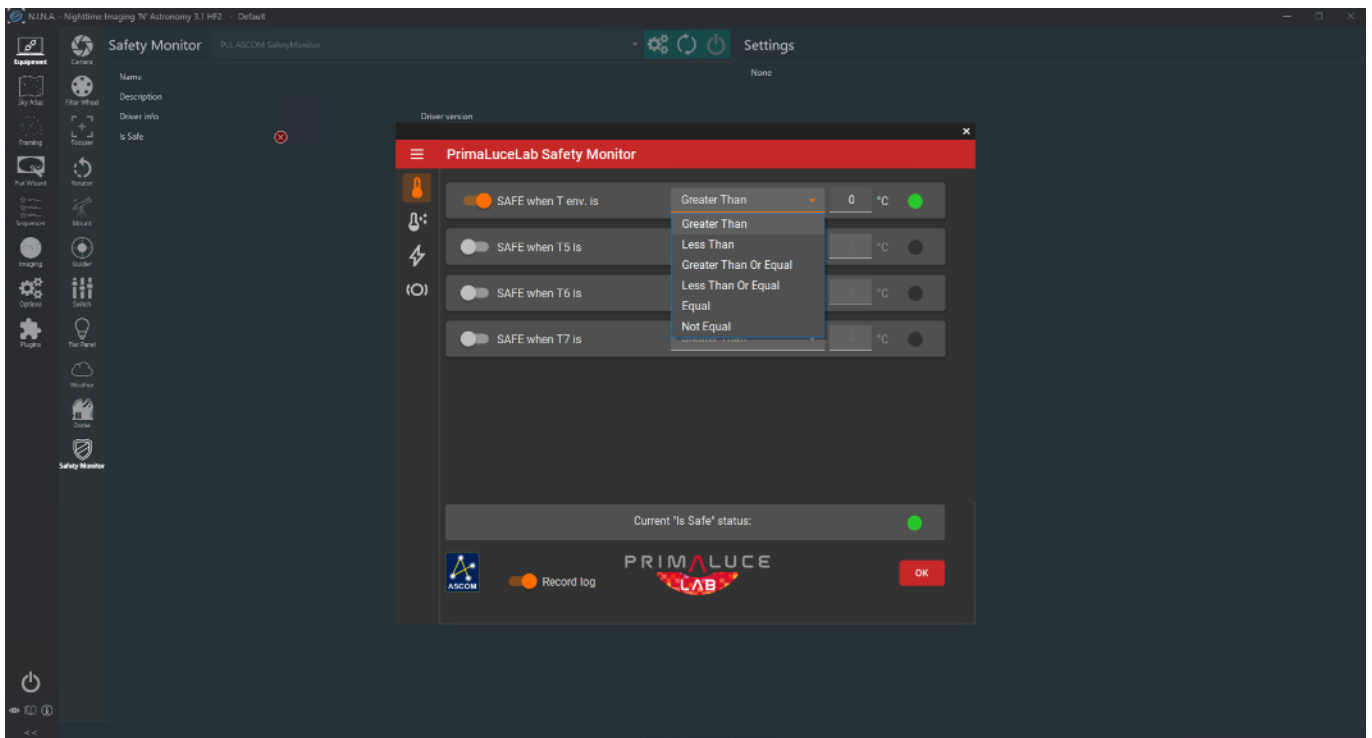 N.I.N.A. - Nighttime Imaging 'N' Astronomy 3.1 HF2 - Default
Equipment
Sky Atlas
Framing
Flat Wizard
Sequencer
Imaging
Options
Plugins
<<
Camera
Filter Wheel
Focuser
Rotator
Mount
Guider
Switch
Flat Panel
Weather
Dome
Safety Monitor
Safety Monitor PLL ASCOM SafetyMonitor
Settings
None
Name
Description
Driver info Driver version
Is Safe
PrimaLuceLab Safety Monitor
SAFE when T env. is Greater Than 0 °C
Greater Than
Less Than
Greater Than Or Equal
Less Than Or Equal
Equal
Not Equal
SAFE when T5 is °C
SAFE when T6 is °C
SAFE when T7 is Greater Than °C
Current "Is Safe" status:
ASCOM
Record log
PRIMALUCE
LAB
OK